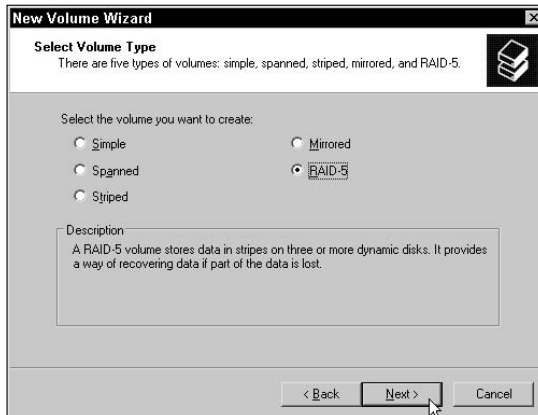 New Volume Wizard
Select Volume Type
There are five types of volumes: simple, spanned, striped, mirrored, and RAID-5.
Select the volume you want to create:
Simple
Mirrored
Spanned
RAID-5
Striped
Description
A RAID-5 volume stores data in stripes on three or more dynamic disks. It provides
a way of recovering data if part of the data is lost.
< Back
Next >
Cancel